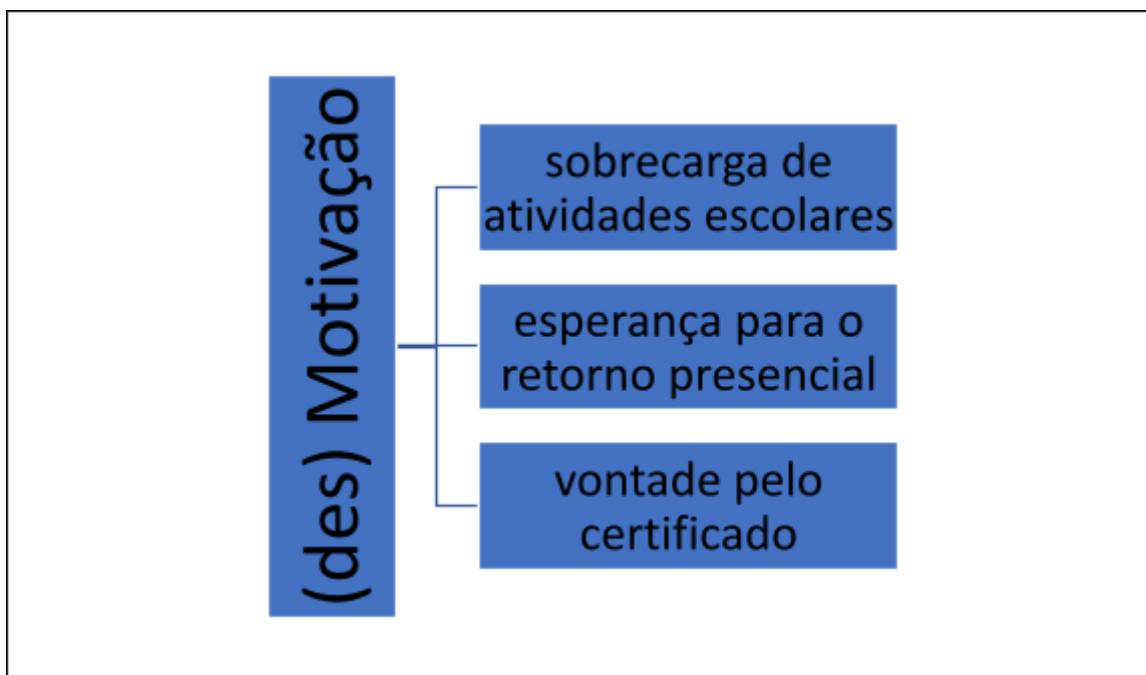 (des) Motivação
sobrecarga de
atividades escolares
esperança para o
retorno presencial
vontade pelo
certificado